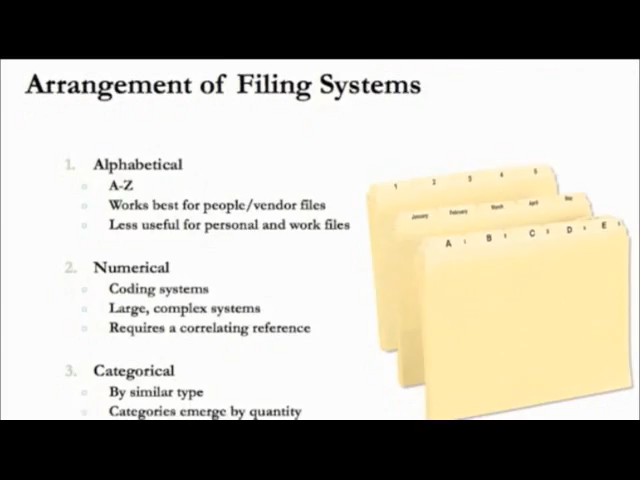 Arrangement of Filing Systems
1. Alphabetical
A-Z
Works best for people/vendor files
Less useful for personal and work files
2. Numerical
Coding systems
Large, complex systems
Requires a correlating reference
3. Categorical
By similar type
Categories emerge by quantity
1 2 3 4 5
January February March April May
A B C D E